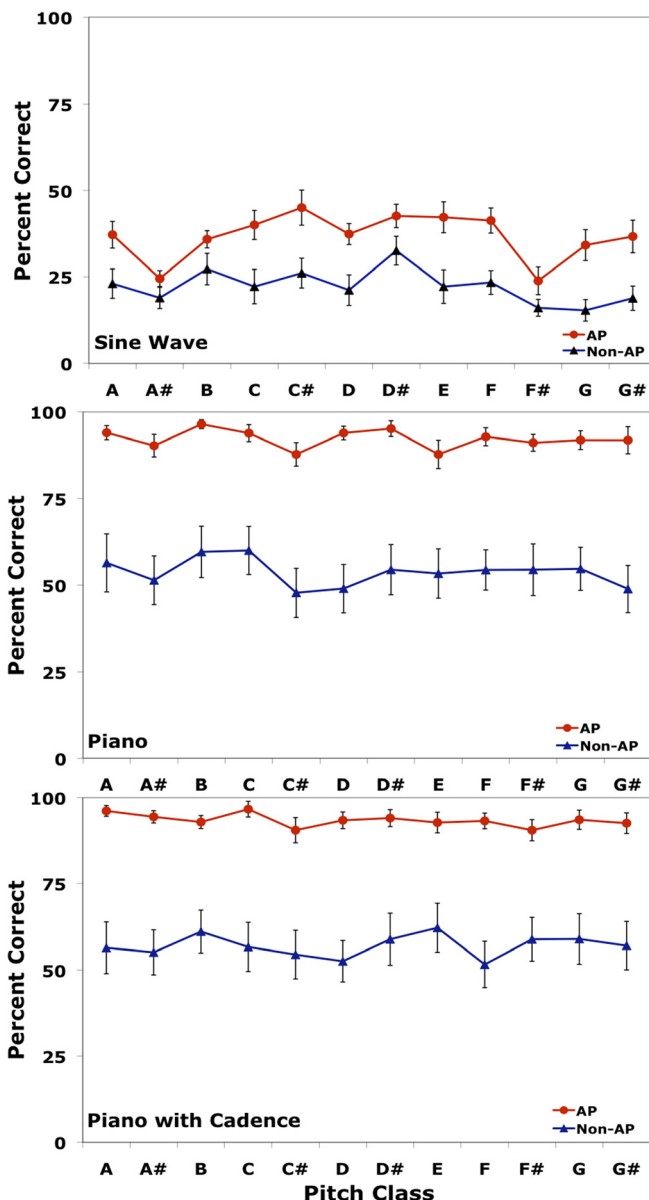 100
75
50
25
0
Percent Correct
Sine Wave
AP
Non-AP
A A# B C C# D D# E F F# G G#
100
75
50
25
0
Percent Correct
Piano
AP
Non-AP
A A# B C C# D D# E F F# G G#
100
75
50
25
0
Percent Correct
Piano with Cadence
AP
Non-AP
A A# B C C# D D# E F F# G G#
Pitch Class